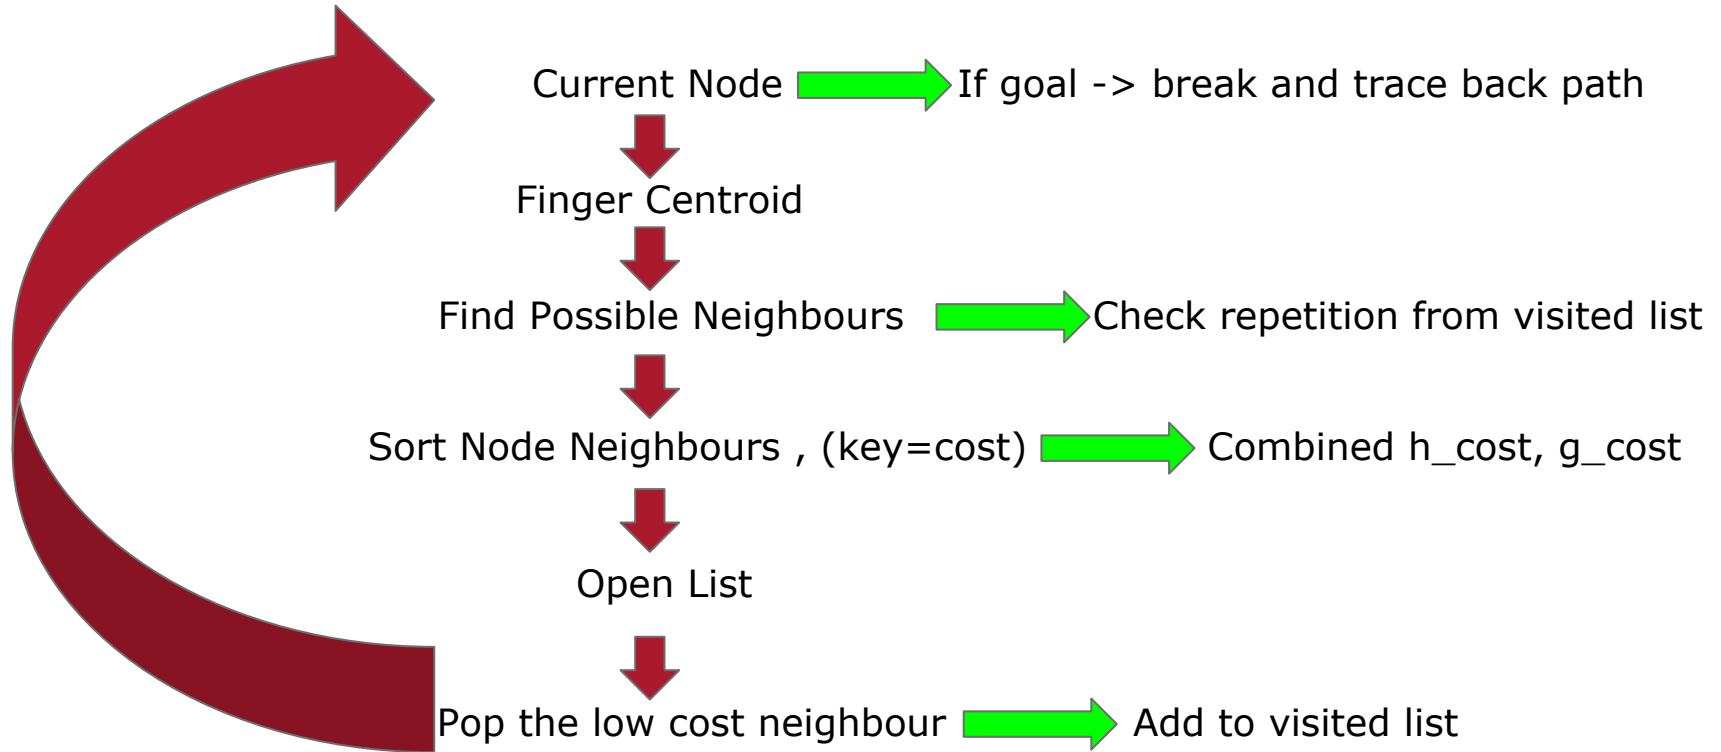 Current Node
If goal -> break and trace back path
Finger Centroid
Find Possible Neighbours
Check repetition from visited list
Sort Node Neighbours , (key=cost)
Combined h_cost, g_cost
Open List
Pop the low cost neighbour
Add to visited list